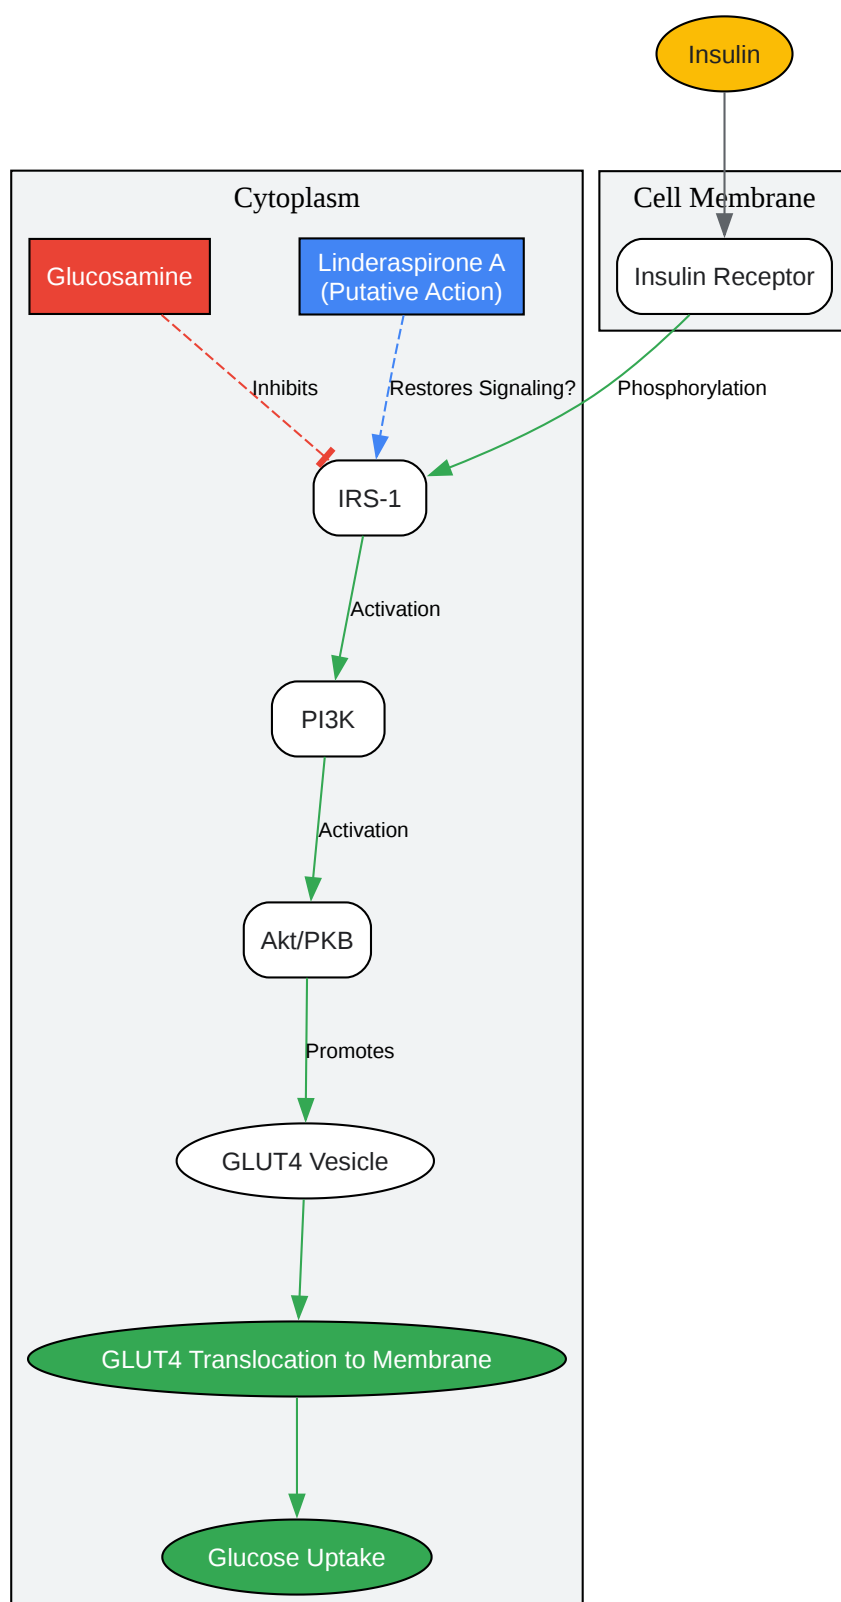 Insulin
Cytoplasm
Cell Membrane
Glucosamine
Linderaspirone A
(Putative Action)
Insulin Receptor
Inhibits
Restores Signaling?
Phosphorylation
IRS-1
Activation
PI3K
Activation
Akt/PKB
Promotes
GLUT4 Vesicle
GLUT4 Translocation to Membrane
Glucose Uptake